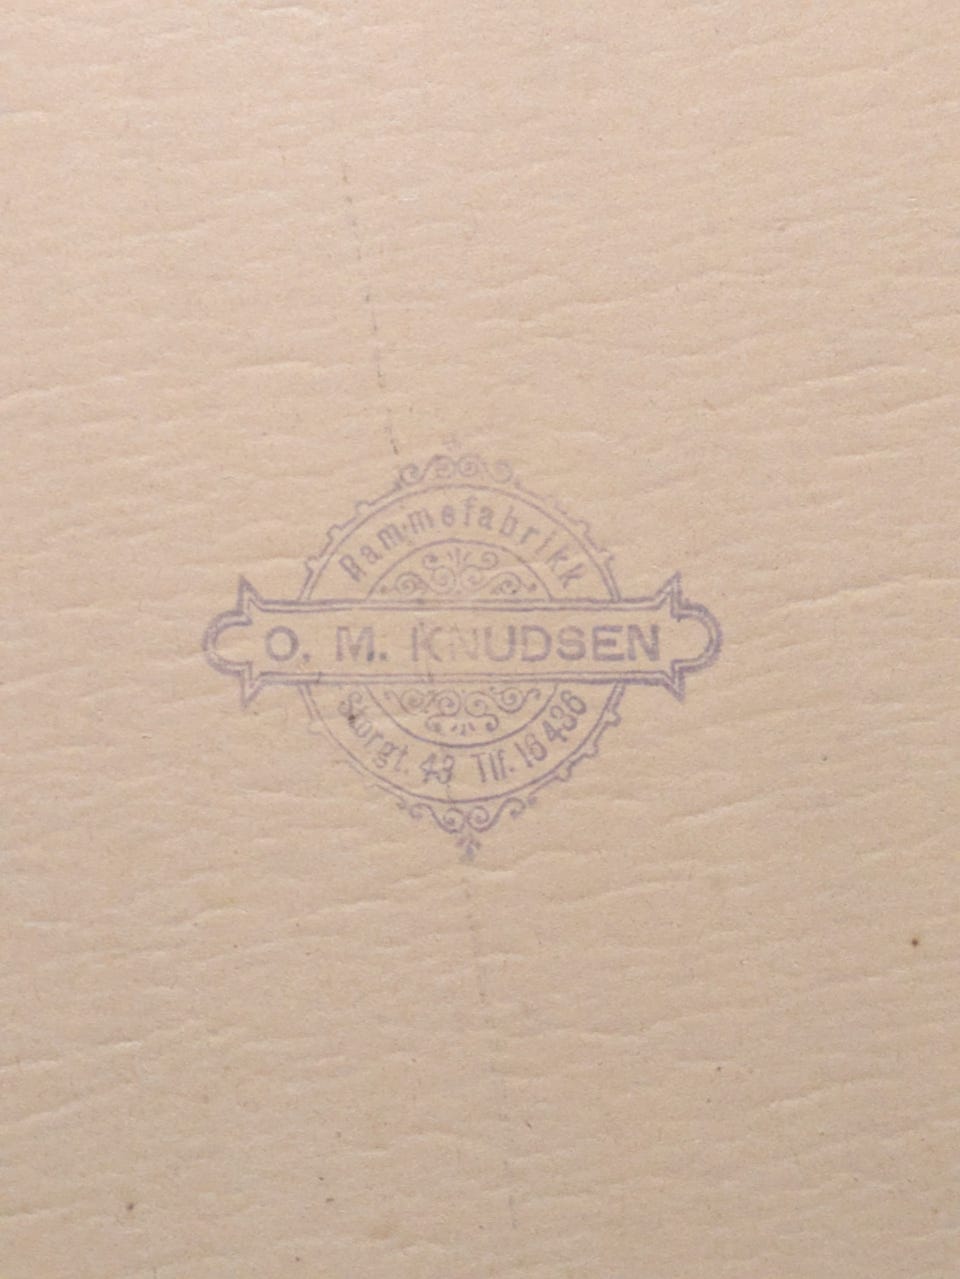 Rammefabrikk
O. M. KNUDSEN
Storgt. 43 Tlf. 16436